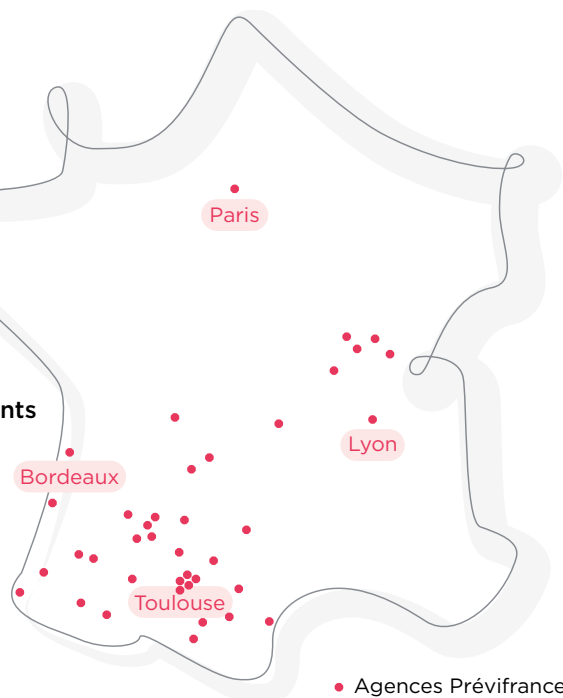 Paris
nts
Lyon
Bordeaux
Toulouse
Agences Prévifrance